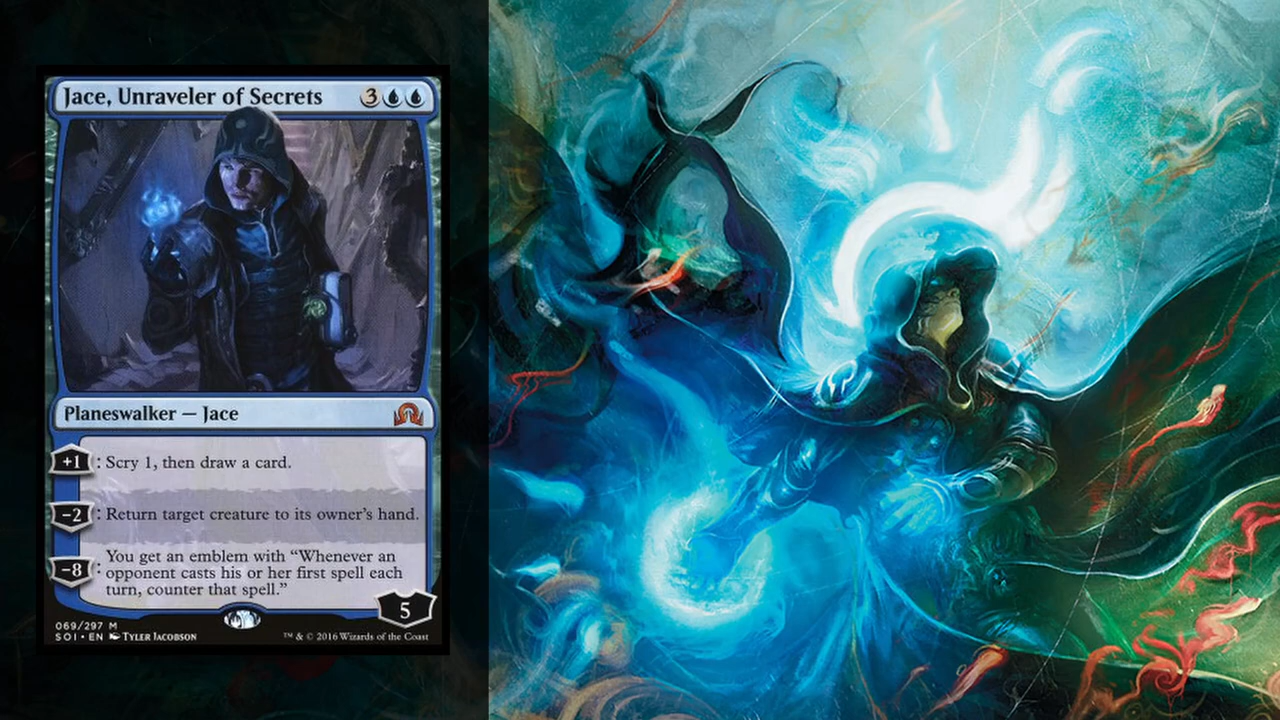 Jace, Unraveler of Secrets 3
Planeswalker — Jace
+1 : Scry 1, then draw a card.
−2 : Return target creature to its owner's hand.
−8 : You get an emblem with “Whenever an
opponent casts his or her first spell each
turn, counter that spell.”
5
069/297 M
SOI • EN TYLER JACOBSON
™ & © 2016 Wizards of the Coast